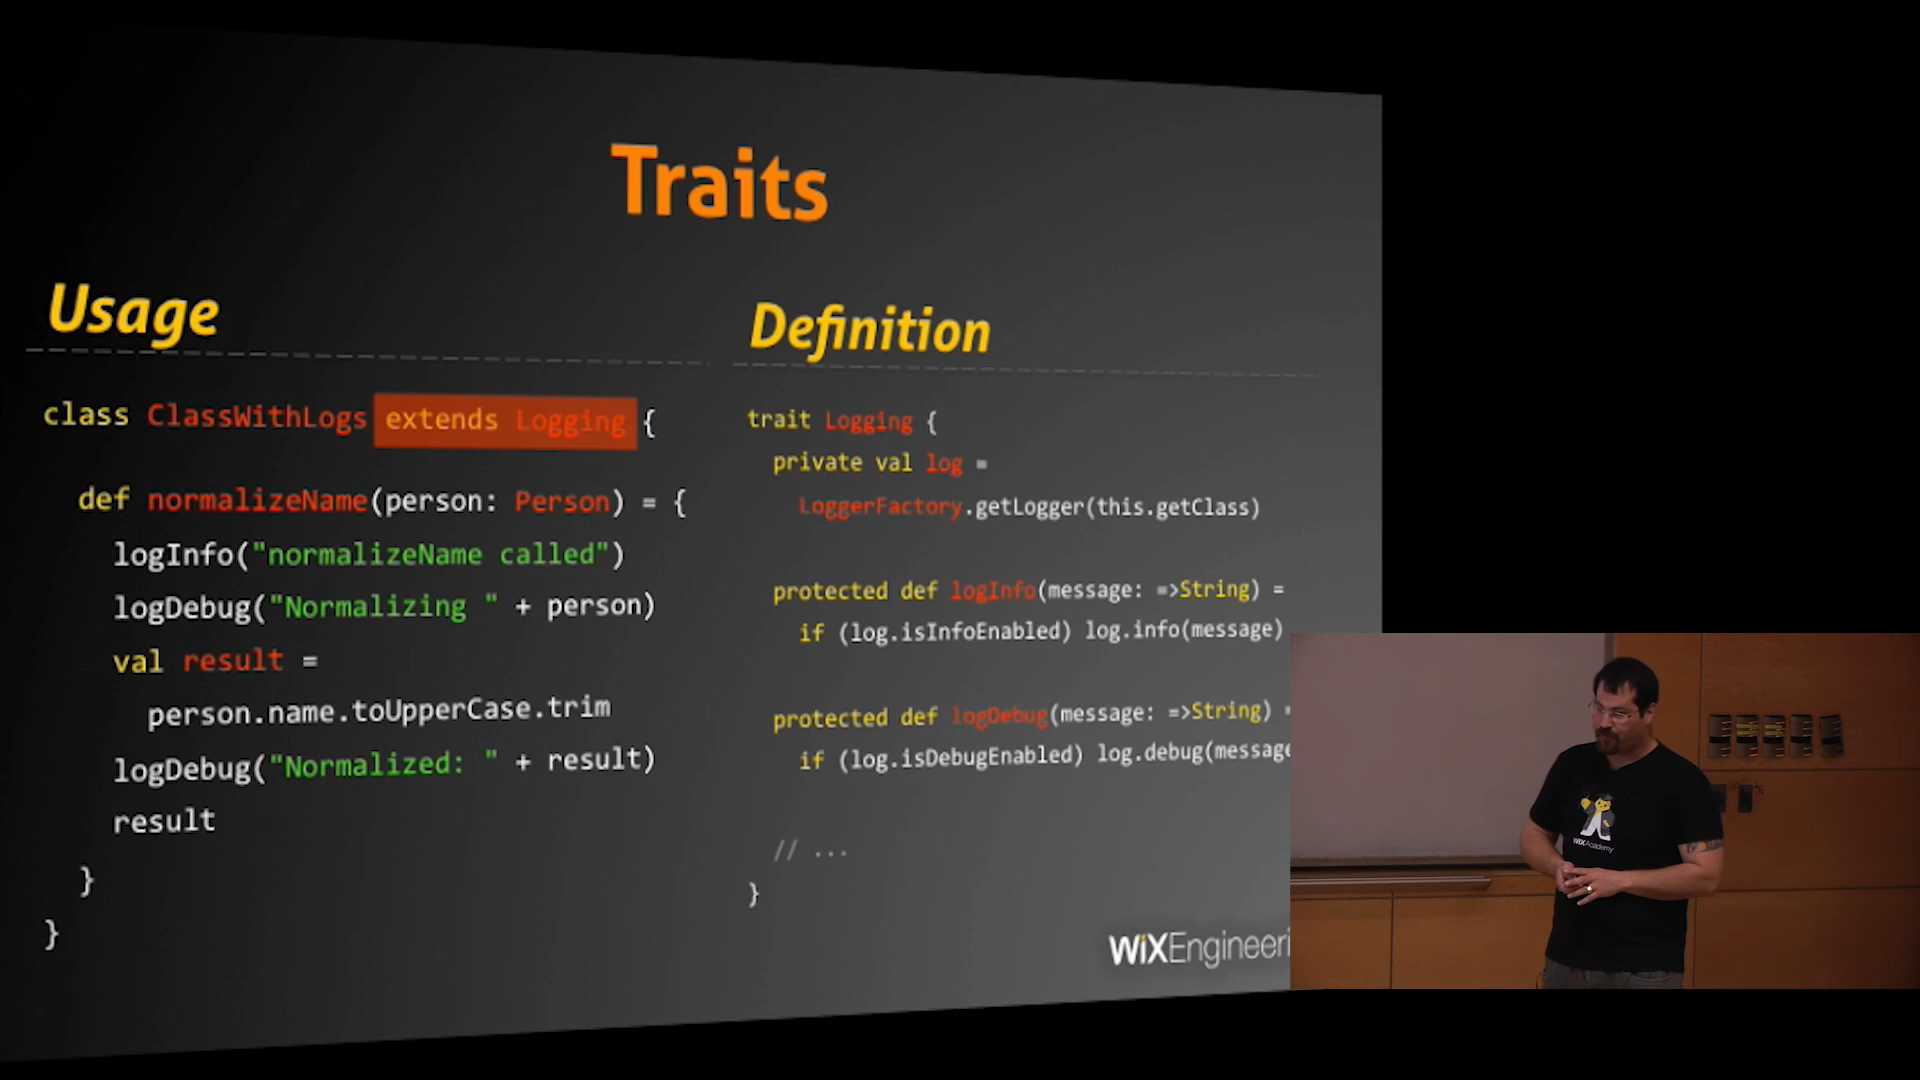 Traits
Usage
class ClassWithLogs extends Logging {
def normalizeName(person: Person) = {
logInfo("normalizeName called")
logDebug("Normalizing " + person)
val result =
person.name.toUpperCase.trim
logDebug("Normalized: " + result)
result
}
}
Definition
trait Logging {
private val log =
LoggerFactory.getLogger(this.getClass)
protected def logInfo(message: =>String) =
if (log.isInfoEnabled) log.info(message)
protected def logDebug(message: =>String) =
if (log.isDebugEnabled) log.debug(message
// ...
}
WiXEngineeri
WiXAcademy